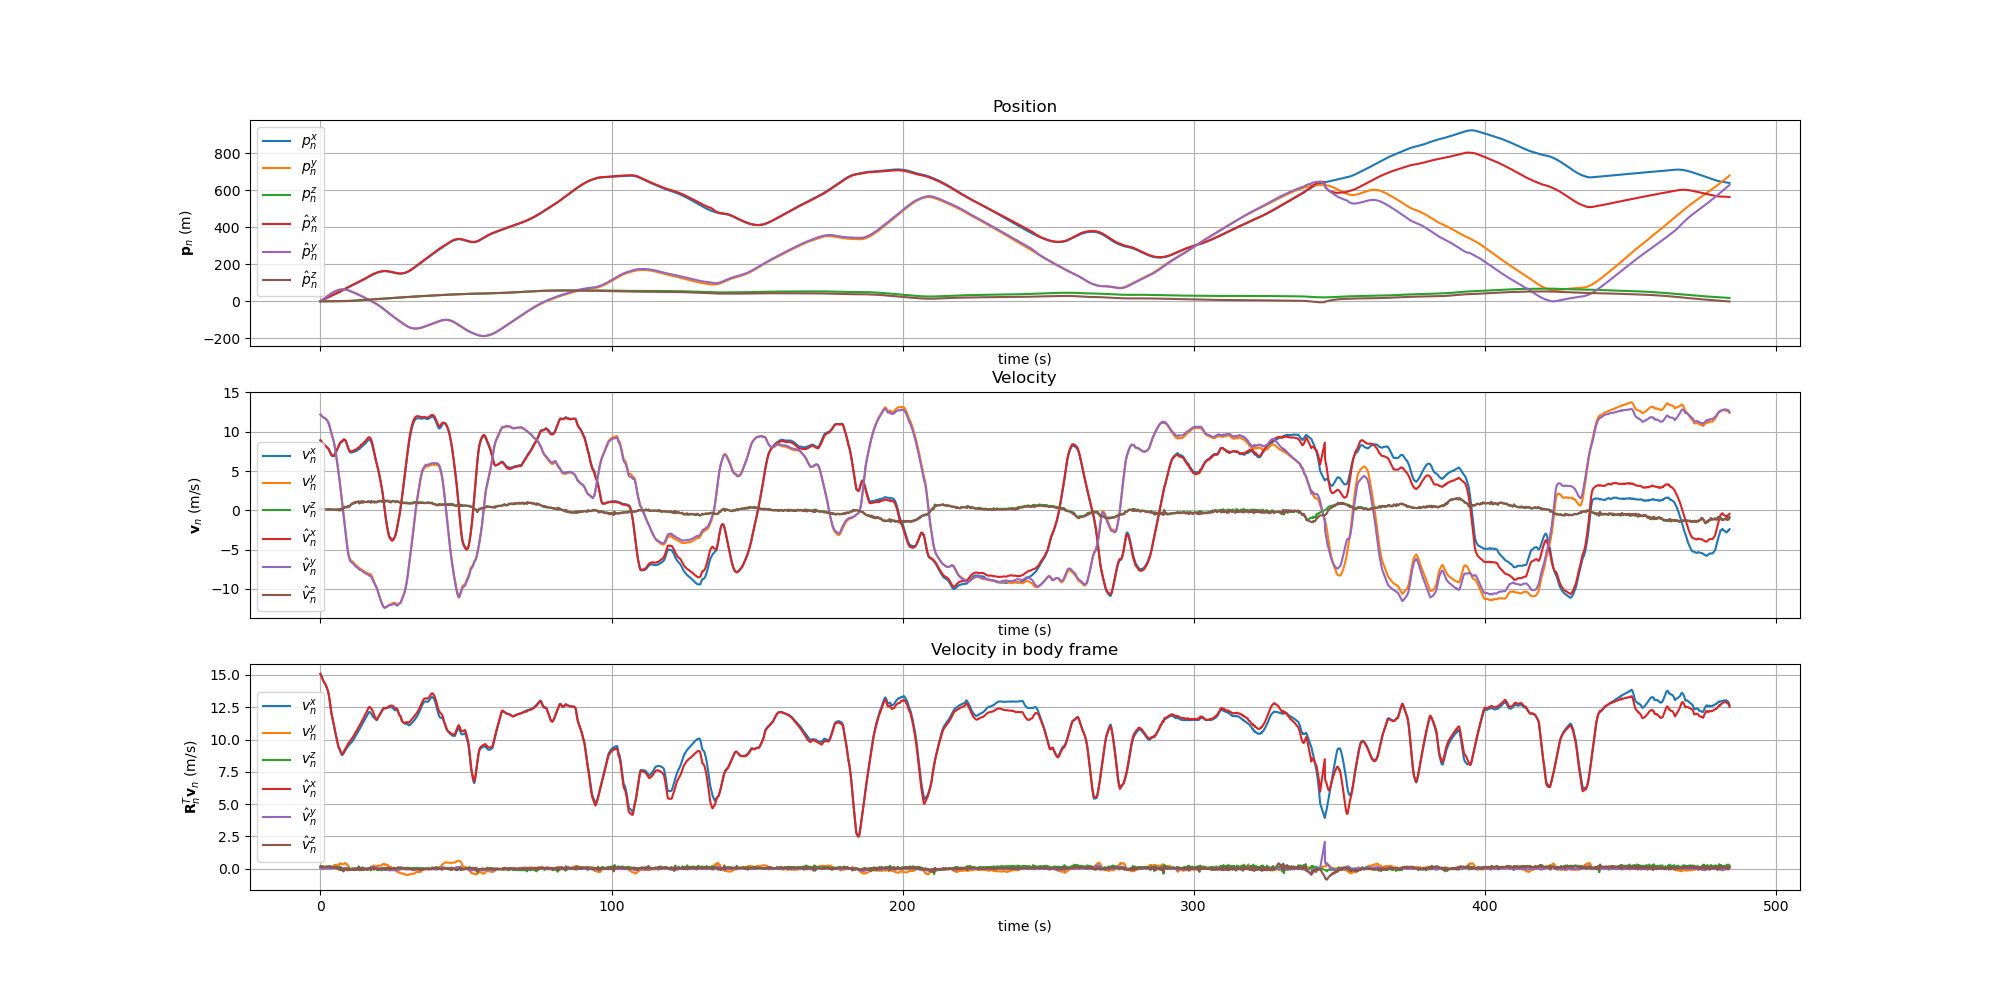 Position
p_n^x
p_n^y
p_n^z
p̂_n^x
p̂_n^y
p̂_n^z
p_n (m)
800
600
400
200
0
−200
time (s)
Velocity
v_n^x
v_n^y
v_n^z
v̂_n^x
v̂_n^y
v̂_n^z
v_n (m/s)
15
10
5
0
−5
−10
time (s)
Velocity in body frame
v_n^x
v_n^y
v_n^z
v̂_n^x
v̂_n^y
v̂_n^z
R_n^T v_n (m/s)
15.0
12.5
10.0
7.5
5.0
2.5
0.0
0 100 200 300 400 500
time (s)